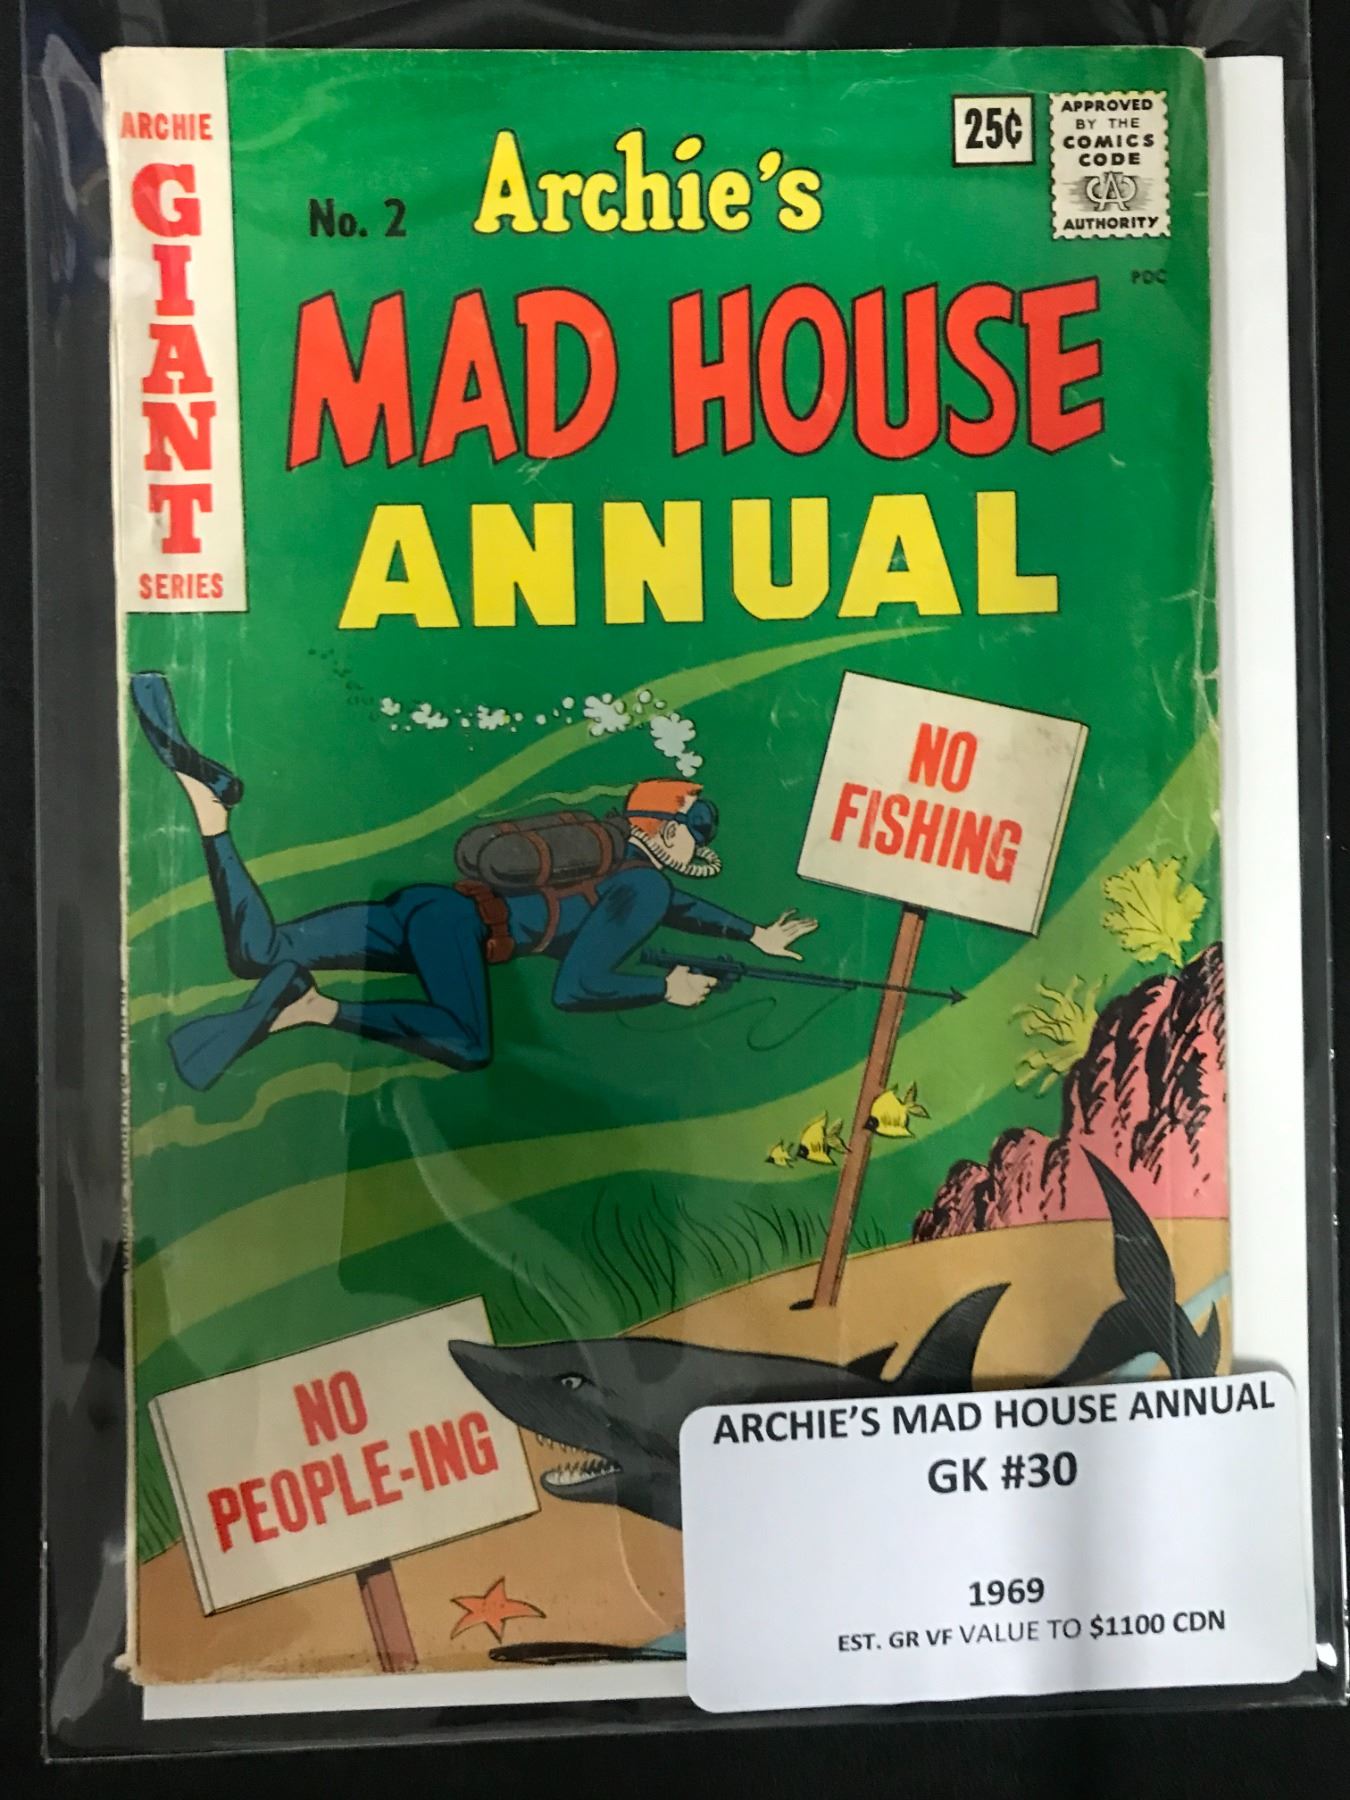 ARCHIE
GIANT
SERIES
No. 2
Archie's
25¢
APPROVED
BY THE
COMICS
CODE
CA
AUTHORITY
PDC
MAD HOUSE
ANNUAL
NO
FISHING
NO
PEOPLE-ING
ARCHIE'S MAD HOUSE ANNUAL
GK #30
1969
EST. GR VF VALUE TO $1100 CDN